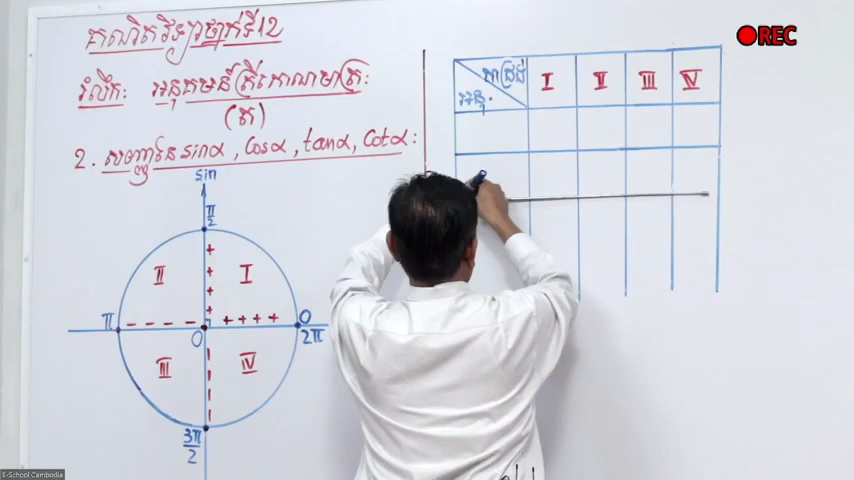 គណិតវិទ្យាថ្នាក់ទី12
រំលឹក: អនុគមន៍ត្រីកោណមាត្រ:
(ត)
2. សញ្ញានៃ sinα, cosα, tanα, cotα:
sin
π/2
II
I
+
+
+
+
π
- - - - -
+ + + +
O
0
2π
III
IV
3π/2
កាដ្រង់
អនុ.
I
II
III
IV
REC
E-School Cambodia